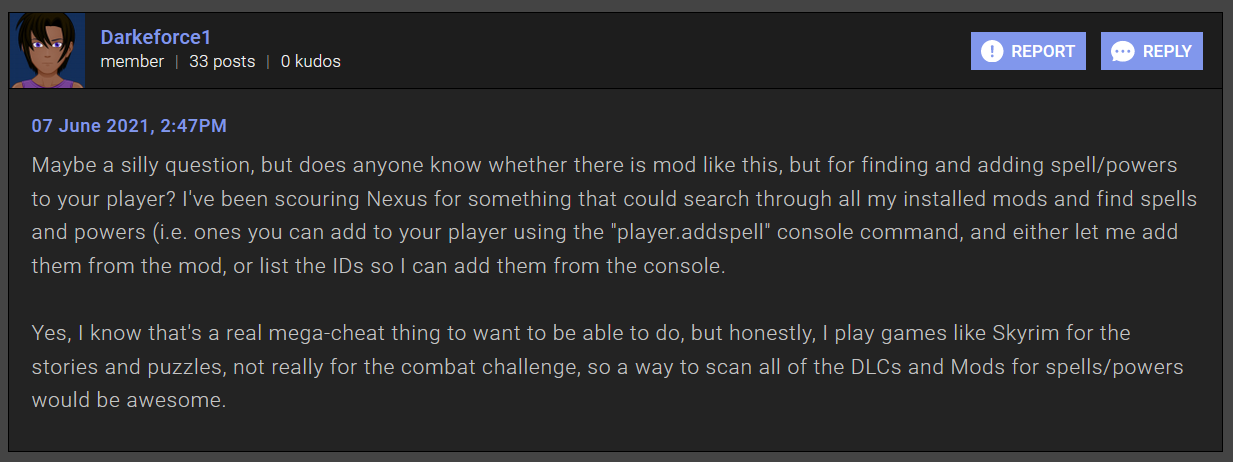 Darkeforce1
member | 33 posts | 0 kudos
REPORT
REPLY
07 June 2021, 2:47PM
Maybe a silly question, but does anyone know whether there is mod like this, but for finding and adding spell/powers
to your player? I've been scouring Nexus for something that could search through all my installed mods and find spells
and powers (i.e. ones you can add to your player using the "player.addspell" console command, and either let me add
them from the mod, or list the IDs so I can add them from the console.
Yes, I know that's a real mega-cheat thing to want to be able to do, but honestly, I play games like Skyrim for the
stories and puzzles, not really for the combat challenge, so a way to scan all of the DLCs and Mods for spells/powers
would be awesome.